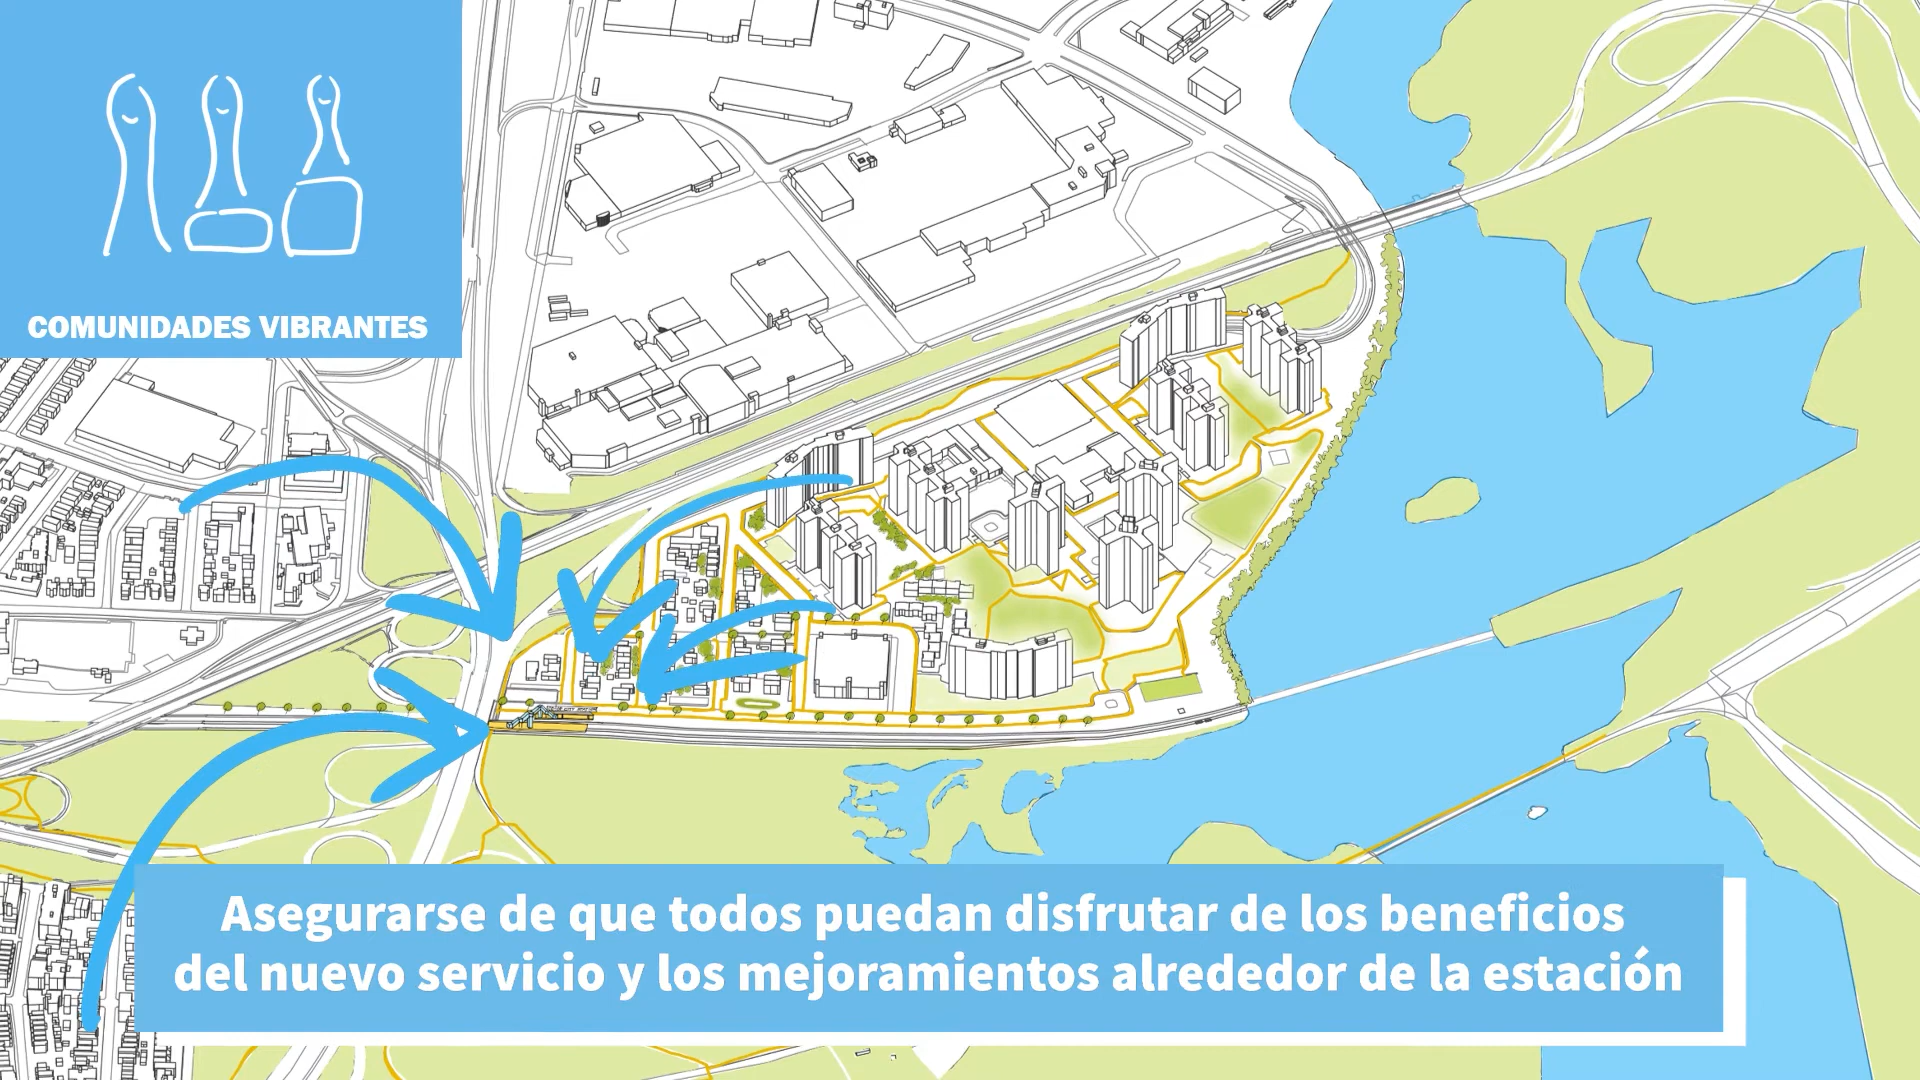 COMUNIDADES VIBRANTES
Asegurarse de que todos puedan disfrutar de los beneficios
del nuevo servicio y los mejoramientos alrededor de la estación